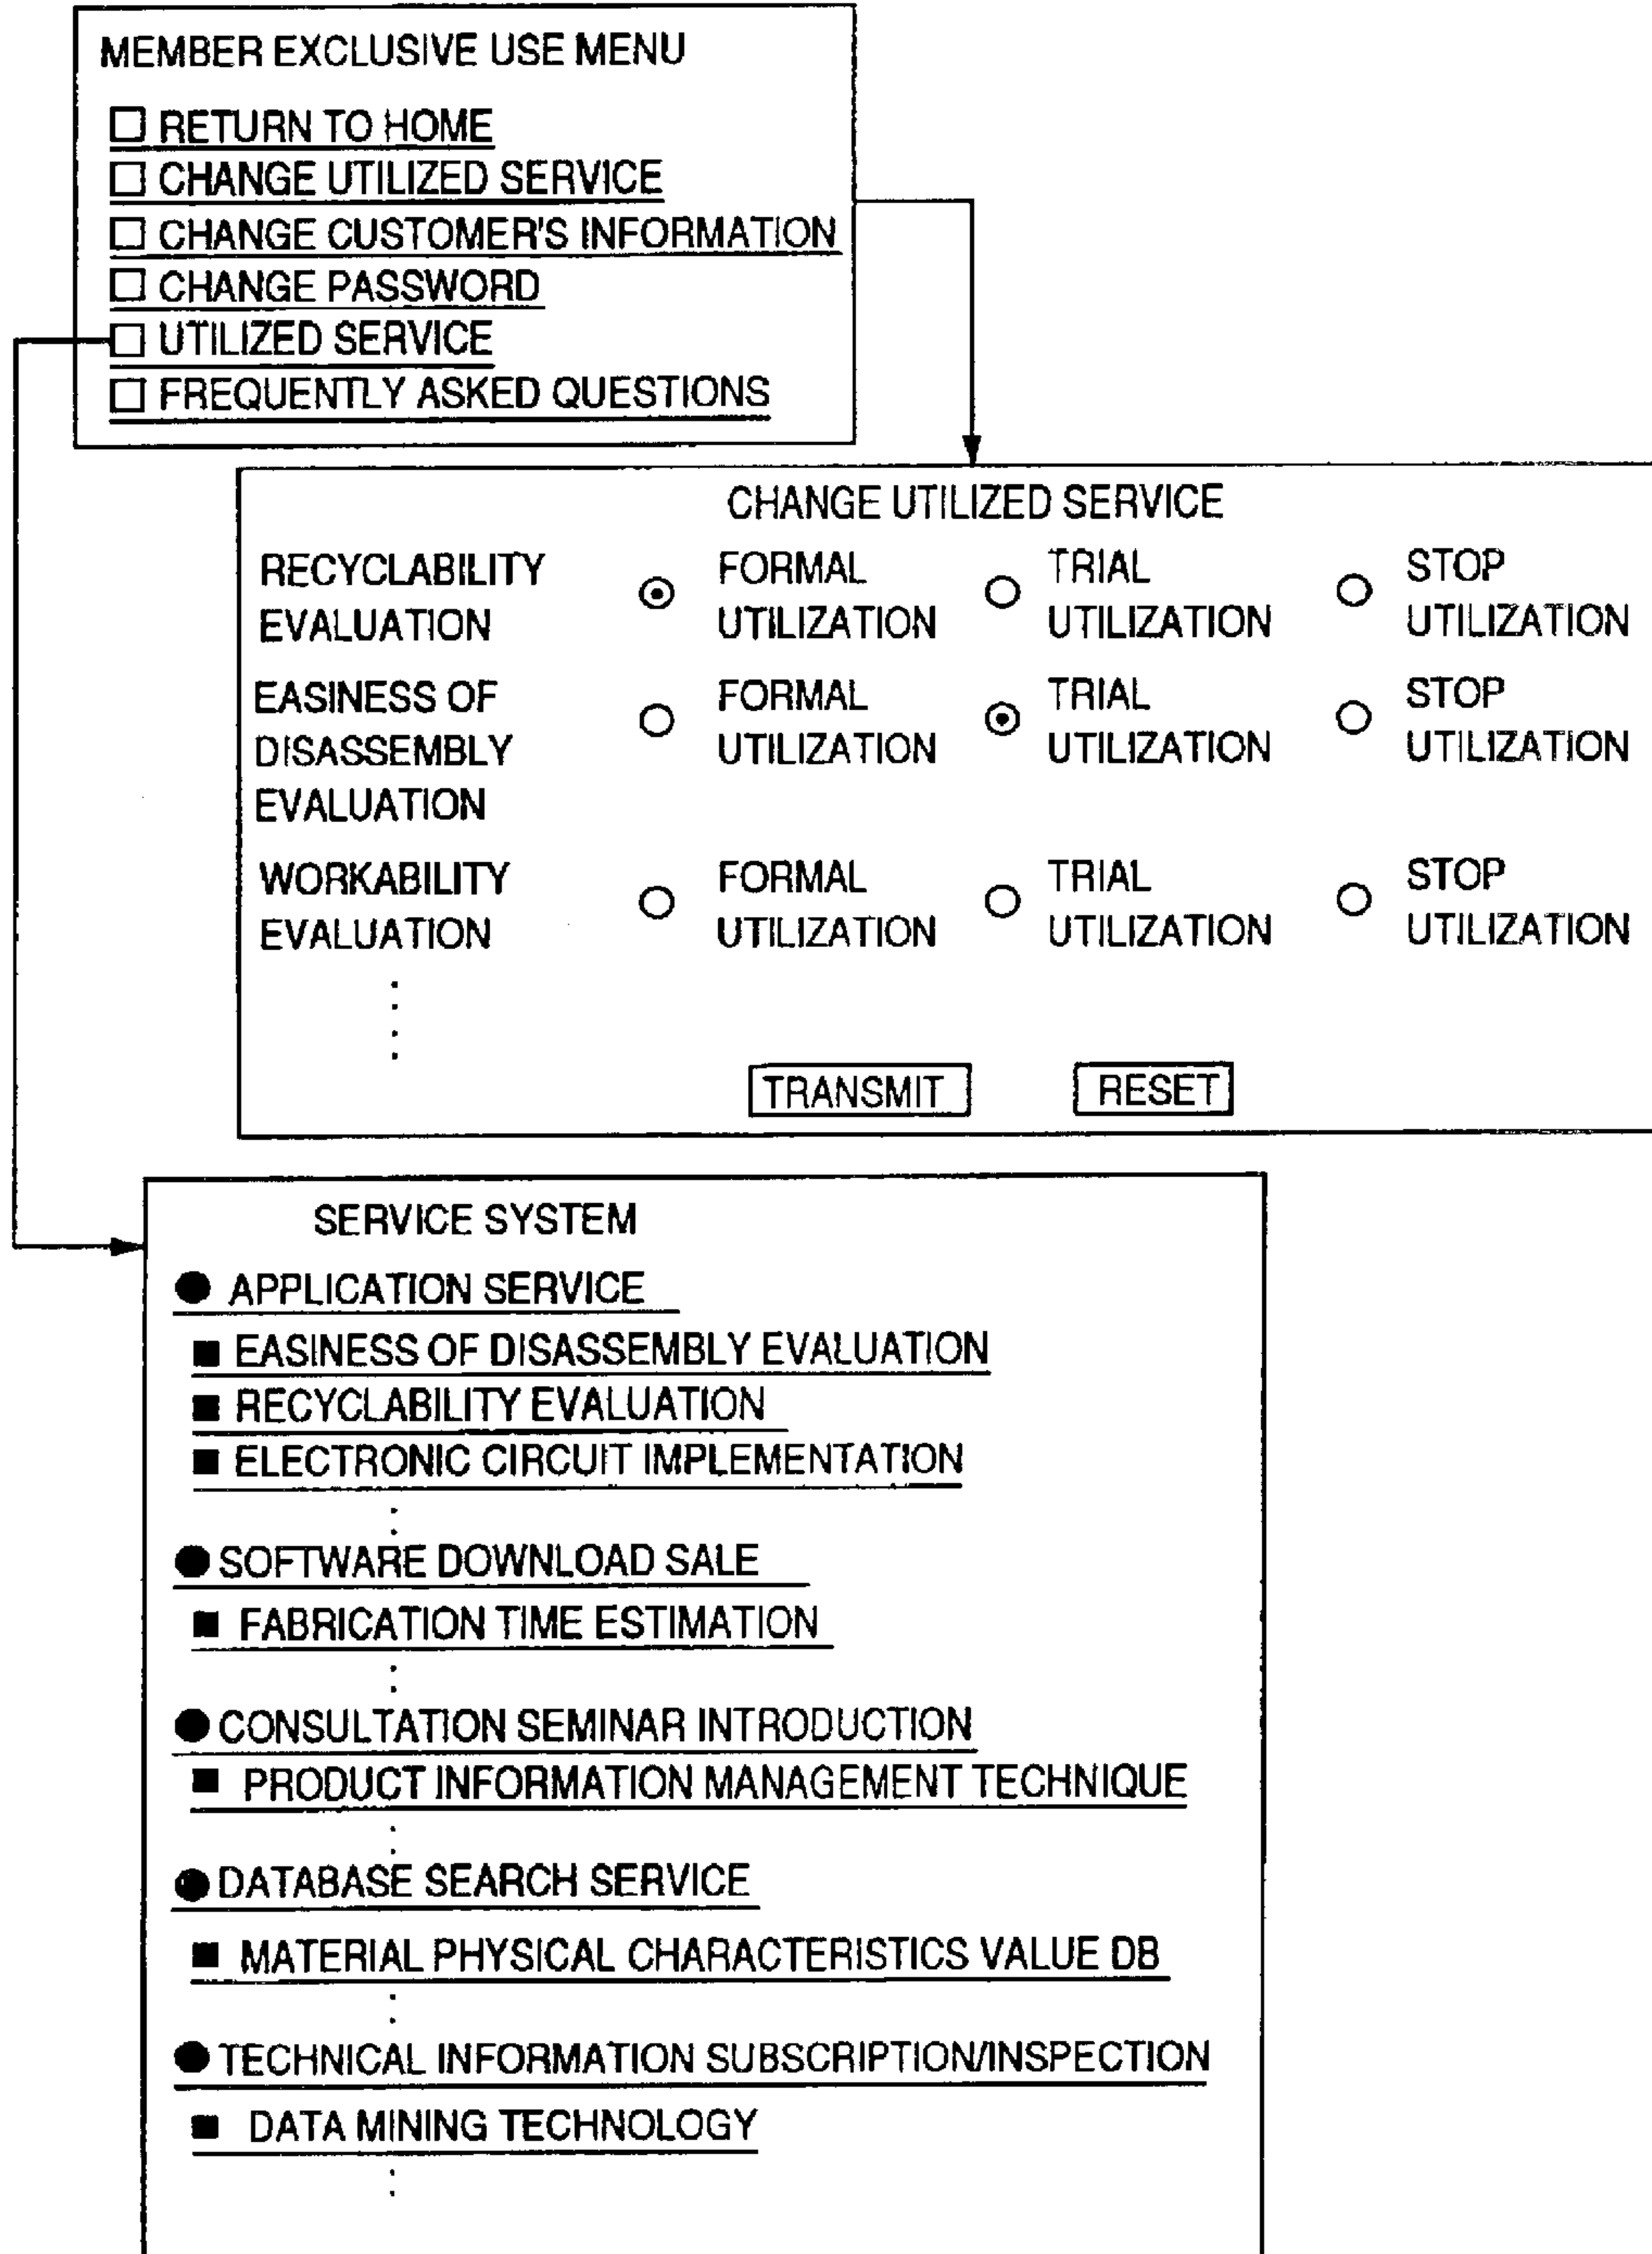 MEMBER EXCLUSIVE USE MENU
RETURN TO HOME
CHANGE UTILIZED SERVICE
CHANGE CUSTOMER'S INFORMATION
CHANGE PASSWORD
UTILIZED SERVICE
FREQUENTLY ASKED QUESTIONS
CHANGE UTILIZED SERVICE
RECYCLABILITY
EVALUATION
FORMAL
UTILIZATION
TRIAL
UTILIZATION
STOP
UTILIZATION
EASINESS OF
DISASSEMBLY
EVALUATION
FORMAL
UTILIZATION
TRIAL
UTILIZATION
STOP
UTILIZATION
WORKABILITY
EVALUATION
FORMAL
UTILIZATION
TRIAL
UTILIZATION
STOP
UTILIZATION
TRANSMIT
RESET
SERVICE SYSTEM
APPLICATION SERVICE
EASINESS OF DISASSEMBLY EVALUATION
RECYCLABILITY EVALUATION
ELECTRONIC CIRCUIT IMPLEMENTATION
SOFTWARE DOWNLOAD SALE
FABRICATION TIME ESTIMATION
CONSULTATION SEMINAR INTRODUCTION
PRODUCT INFORMATION MANAGEMENT TECHNIQUE
DATABASE SEARCH SERVICE
MATERIAL PHYSICAL CHARACTERISTICS VALUE DB
TECHNICAL INFORMATION SUBSCRIPTION/INSPECTION
DATA MINING TECHNOLOGY